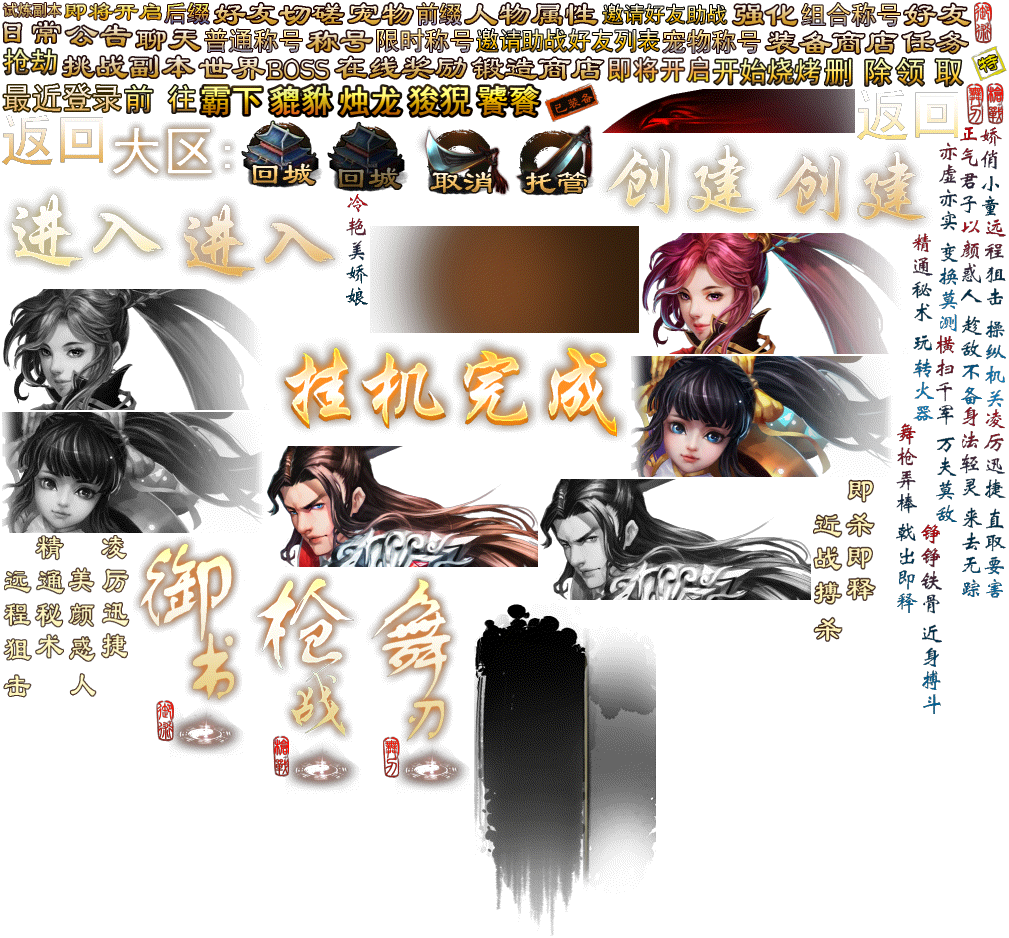 试炼副本 即将开启 后缀 好友切磋 宠物 前缀 人物属性 邀请好友助战 强化 组合称号 好友
日常 公告 聊天 普通称号 称号 限时称号 邀请助战好友列表 宠物称号 装备商店 任务
抢劫 挑战副本 世界BOSS 在线奖励 锻造商店 即将开启 开始烧烤 删除 领取
特
最近登录 前往 霸下 貔貅 烛龙 狻猊 饕餮 已装备
返回
返回
大区:
回城
回城
取消
托管
创建
创建
进入
进入
冷艳美娇娘
正气君子
娇俏小童
亦虚亦实 变换莫测
以颜惑人 趁敌不备
远程狙击 操纵机关
精通秘术 玩转火器
横扫千军 万夫莫敌
身法轻灵 来去无踪
凌厉迅捷 直取要害
舞枪弄棒 戟出即释
铮铮铁骨 近身搏斗
挂机完成
即杀即释
近战搏杀
远程狙击
精通秘术
美颜惑人
凌厉迅捷
御书
枪战
舞刃
枪战
舞刃